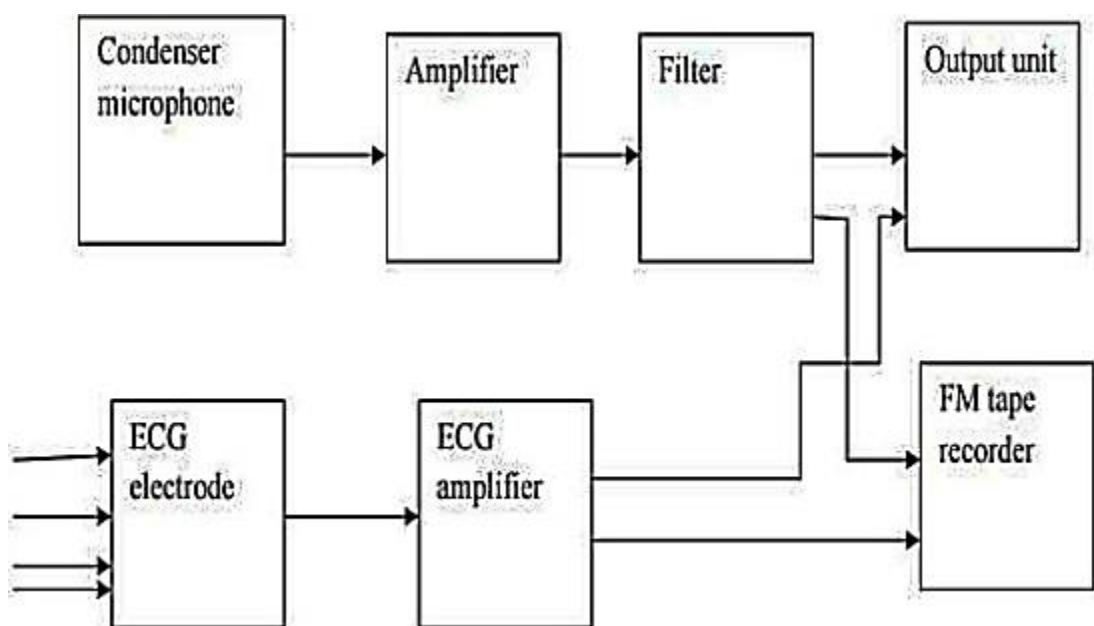 Condenser
microphone
Amplifier
Filter
Output unit
ECG
electrode
ECG
amplifier
FM tape
recorder